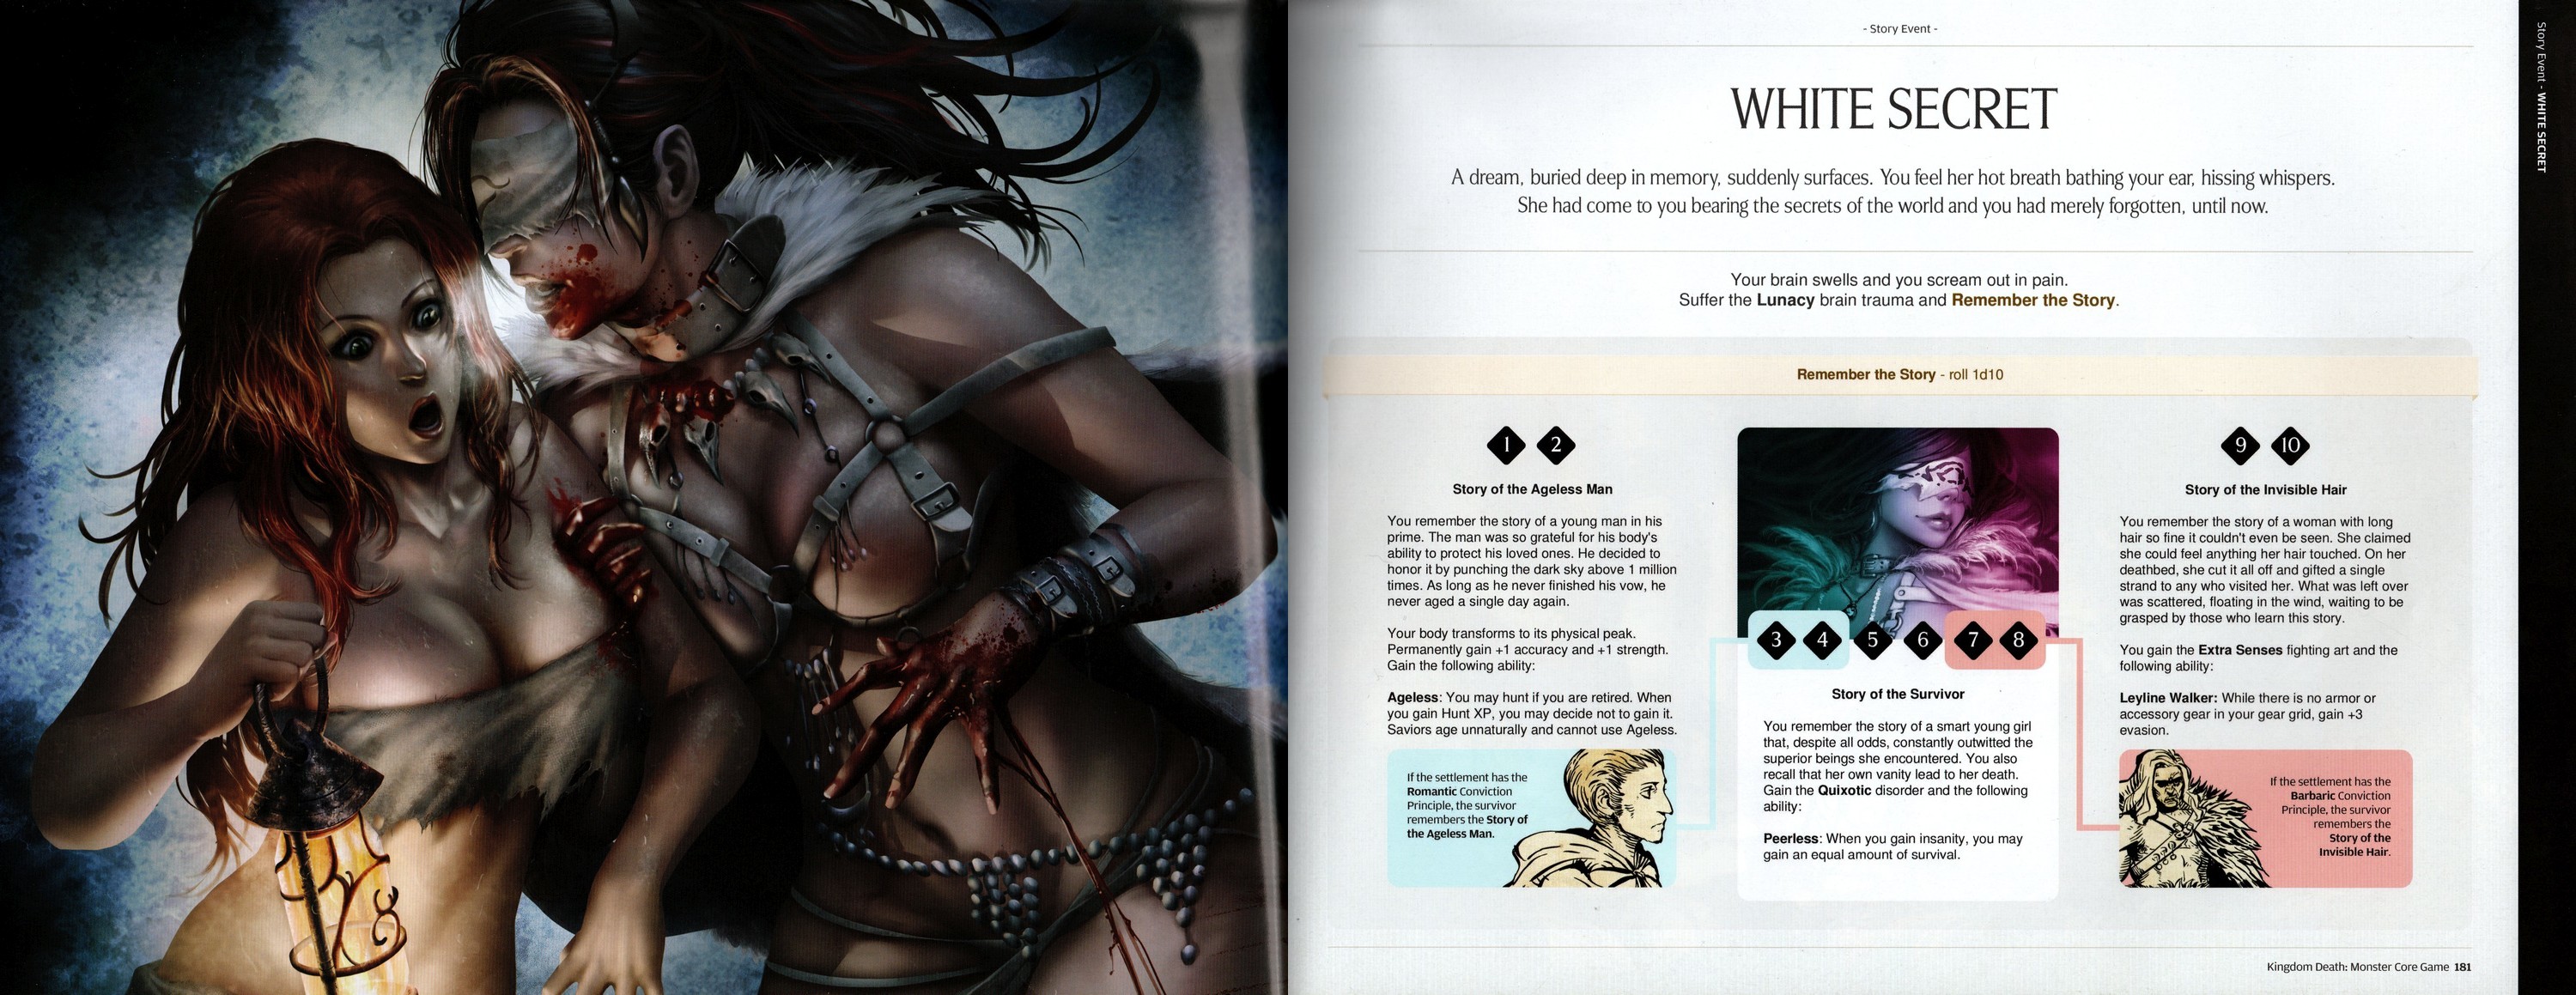 - Story Event -
WHITE SECRET
A dream, buried deep in memory, suddenly surfaces. You feel her hot breath bathing your ear, hissing whispers.
She had come to you bearing the secrets of the world and you had merely forgotten, until now.
Your brain swells and you scream out in pain.
Suffer the Lunacy brain trauma and Remember the Story.
Remember the Story - roll 1d10
1 2
Story of the Ageless Man
You remember the story of a young man in his
prime. The man was so grateful for his body's
ability to protect his loved ones. He decided to
honor it by punching the dark sky above 1 million
times. As long as he never finished his vow, he
never aged a single day again.
Your body transforms to its physical peak.
Permanently gain +1 accuracy and +1 strength.
Gain the following ability:
Ageless: You may hunt if you are retired. When
you gain Hunt XP, you may decide not to gain it.
Saviors age unnaturally and cannot use Ageless.
If the settlement has the
Romantic Conviction
Principle, the survivor
remembers the Story of
the Ageless Man.
3 4 5 6 7 8
Story of the Survivor
You remember the story of a smart young girl
that, despite all odds, constantly outwitted the
superior beings she encountered. You also
recall that her own vanity lead to her death.
Gain the Quixotic disorder and the following
ability:
Peerless: When you gain insanity, you may
gain an equal amount of survival.
9 10
Story of the Invisible Hair
You remember the story of a woman with long
hair so fine it couldn't even be seen. She claimed
she could feel anything her hair touched. On her
deathbed, she cut it all off and gifted a single
strand to any who visited her. What was left over
was scattered, floating in the wind, waiting to be
grasped by those who learn this story.
You gain the Extra Senses fighting art and the
following ability:
Leyline Walker: While there is no armor or
accessory gear in your gear grid, gain +3
evasion.
If the settlement has the
Barbaric Conviction
Principle, the survivor
remembers the
Story of the
Invisible Hair.
Kingdom Death: Monster Core Game 181
Story Event - WHITE SECRET